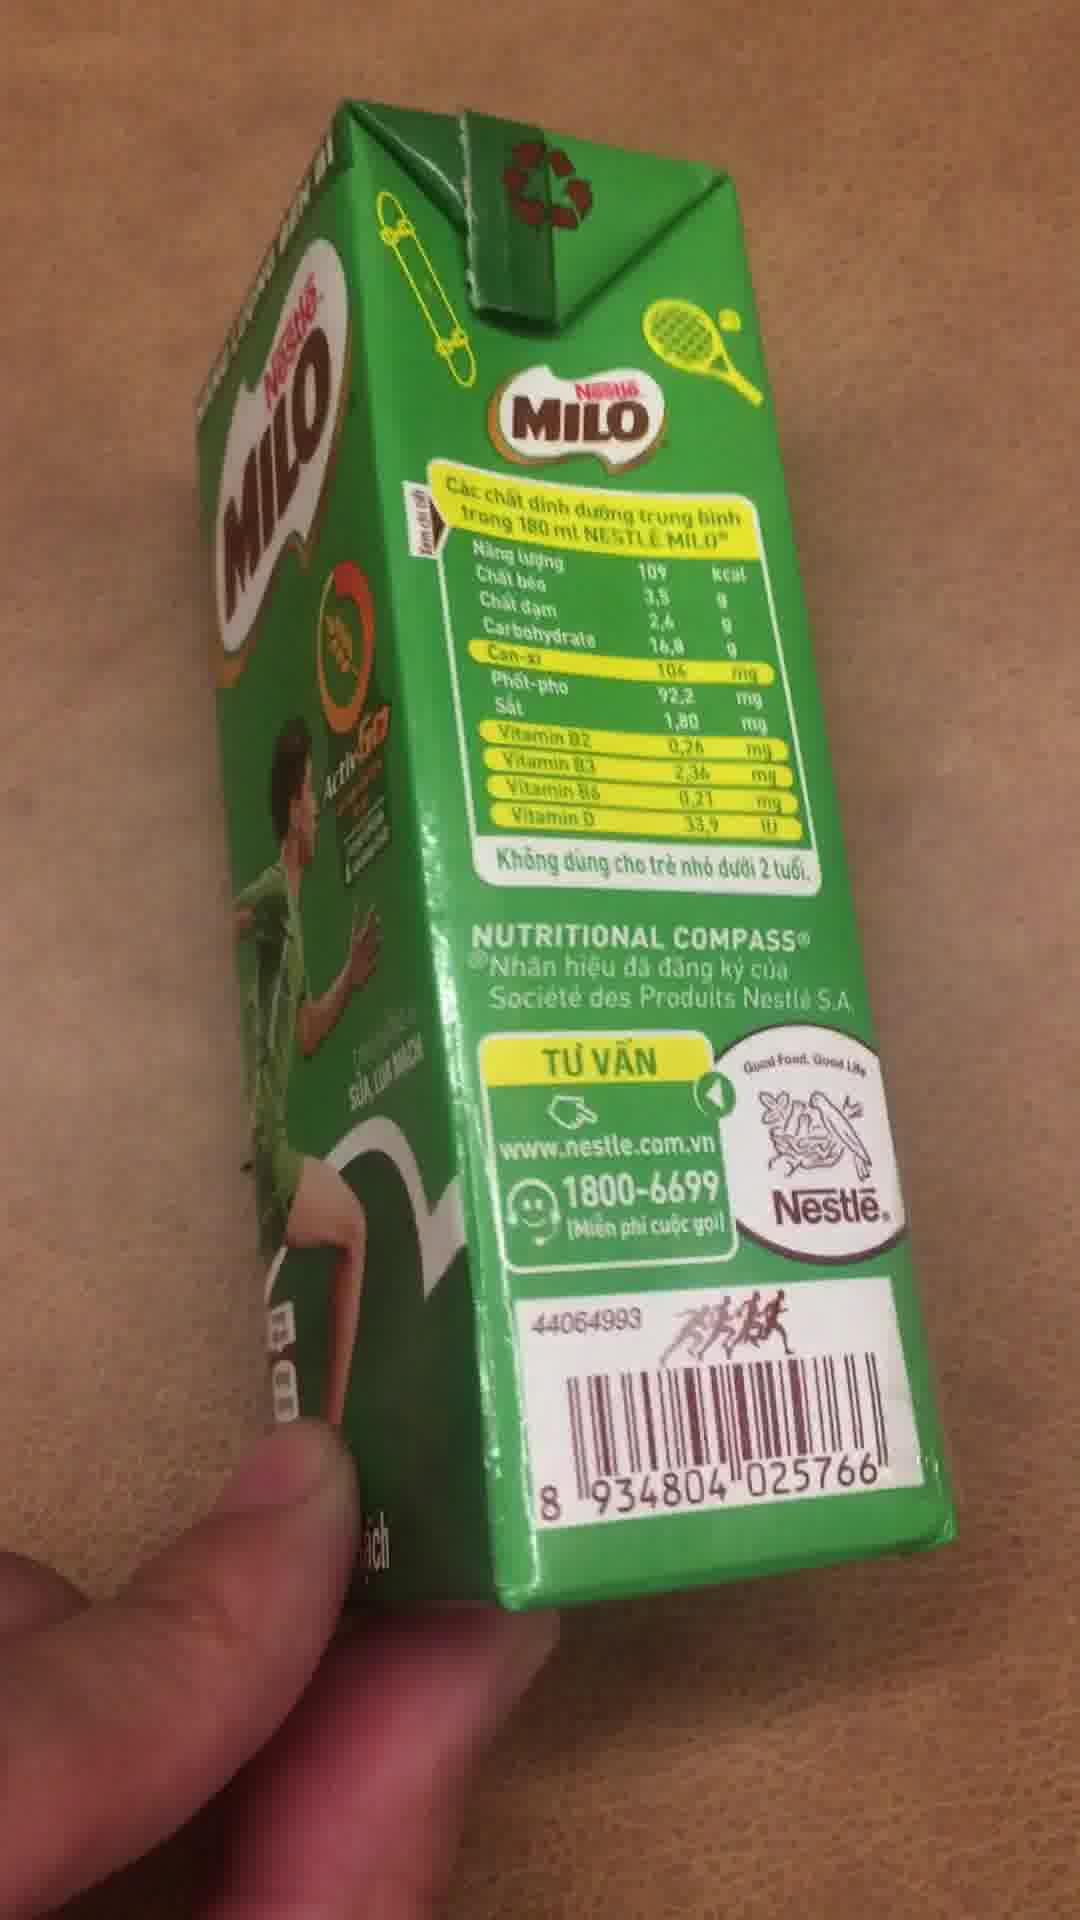 Nestlé
MILO
ActivGo
SỮA LÚA MẠCH
Nestlé
MILO
Các chất dinh dưỡng trung bình
trong 180 ml NESTLÉ MILO®
Năng lượng 109 kcal
Chất béo 3,5 g
Chất đạm 2,6 g
Carbohydrate 16,8 g
Can-xi 106 mg
Phốt-pho 92,2 mg
Sắt 1,80 mg
Vitamin B2 0,26 mg
Vitamin B3 2,36 mg
Vitamin B6 0,21 mg
Vitamin D 33,9 IU
Không dùng cho trẻ nhỏ dưới 2 tuổi.
NUTRITIONAL COMPASS®
®Nhãn hiệu đã đăng ký của
Société des Produits Nestlé S.A.
TƯ VẤN
www.nestle.com.vn
1800-6699
(Miễn phí cuộc gọi)
Good Food, Good Life
Nestlé®
44064993
8 934804 025766